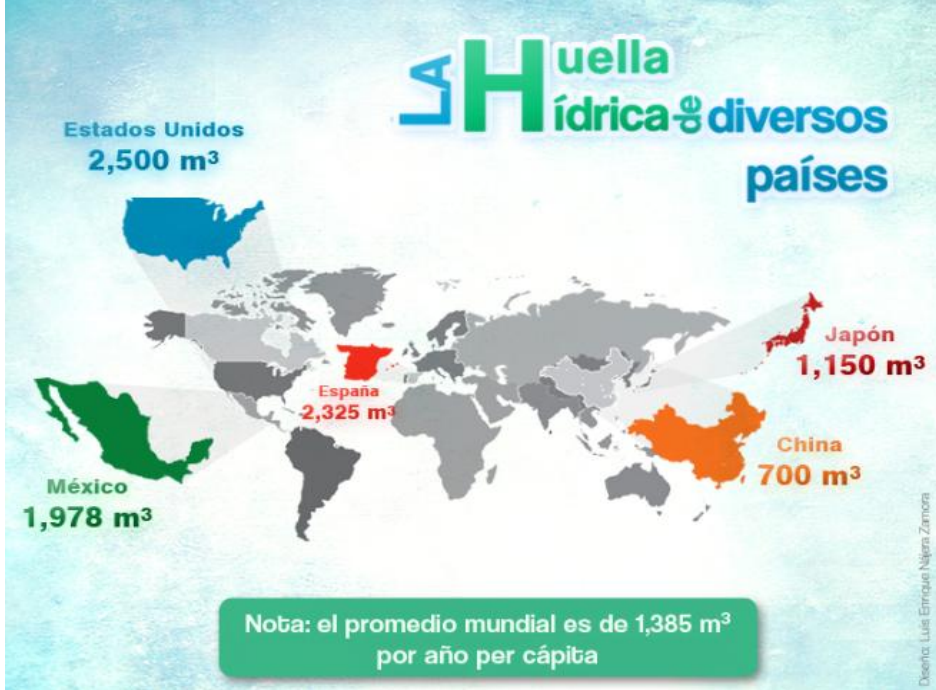 LA Huella
Hídrica de diversos
países
Estados Unidos
2,500 m³
Japón
1,150 m³
España
2,325 m³
China
700 m³
México
1,978 m³
Nota: el promedio mundial es de 1,385 m³
por año per cápita
Diseño: Luis Enrique Nájera Zamora